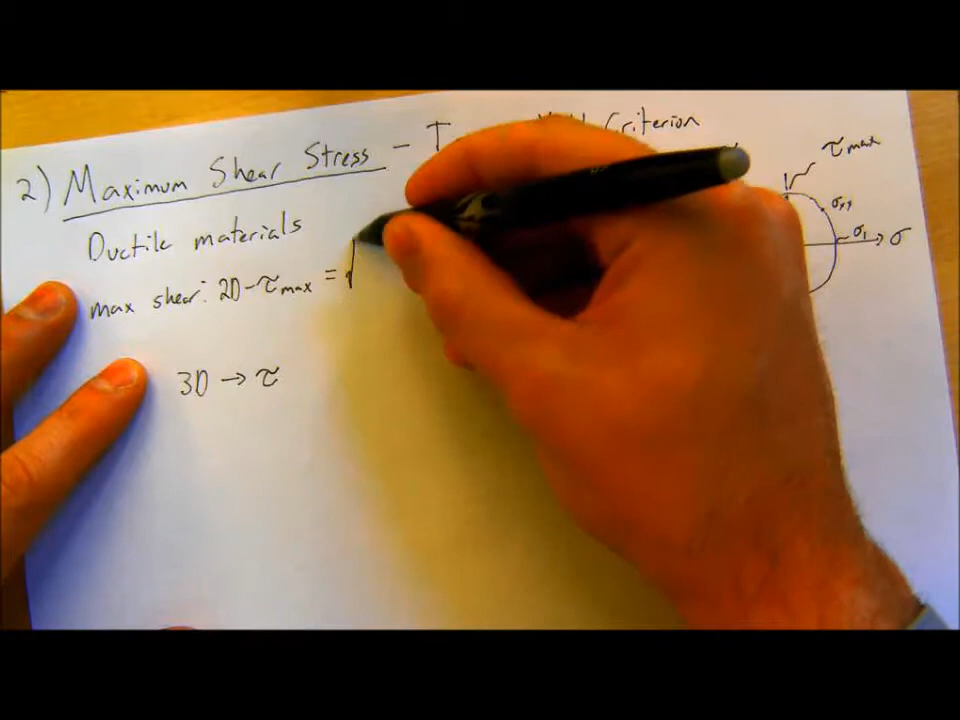 2) Maximum Shear Stress - Criterion
Ductile materials
max shear: 2D - τmax = √
3D → τ
τmax
σxy
σ1
σ